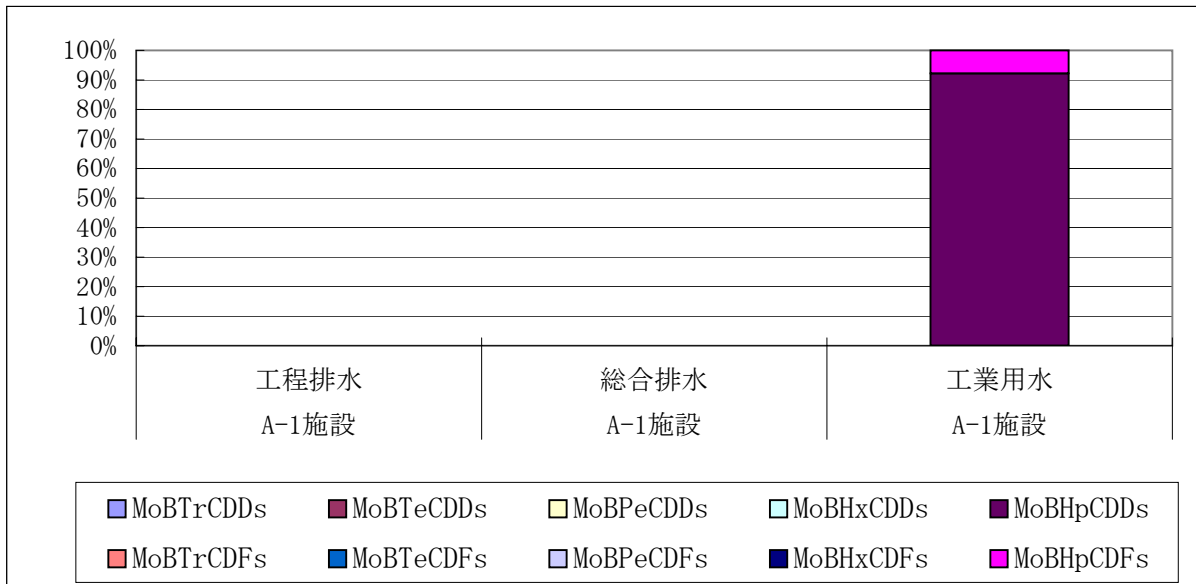 100%
90%
80%
70%
60%
50%
40%
30%
20%
10%
0%
工程排水 総合排水 工業用水
A-1施設 A-1施設 A-1施設
MoBTrCDDs MoBTeCDDs MoBPeCDDs MoBHxCDDs MoBHpCDDs
MoBTrCDFs MoBTeCDFs MoBPeCDFs MoBHxCDFs MoBHpCDFs